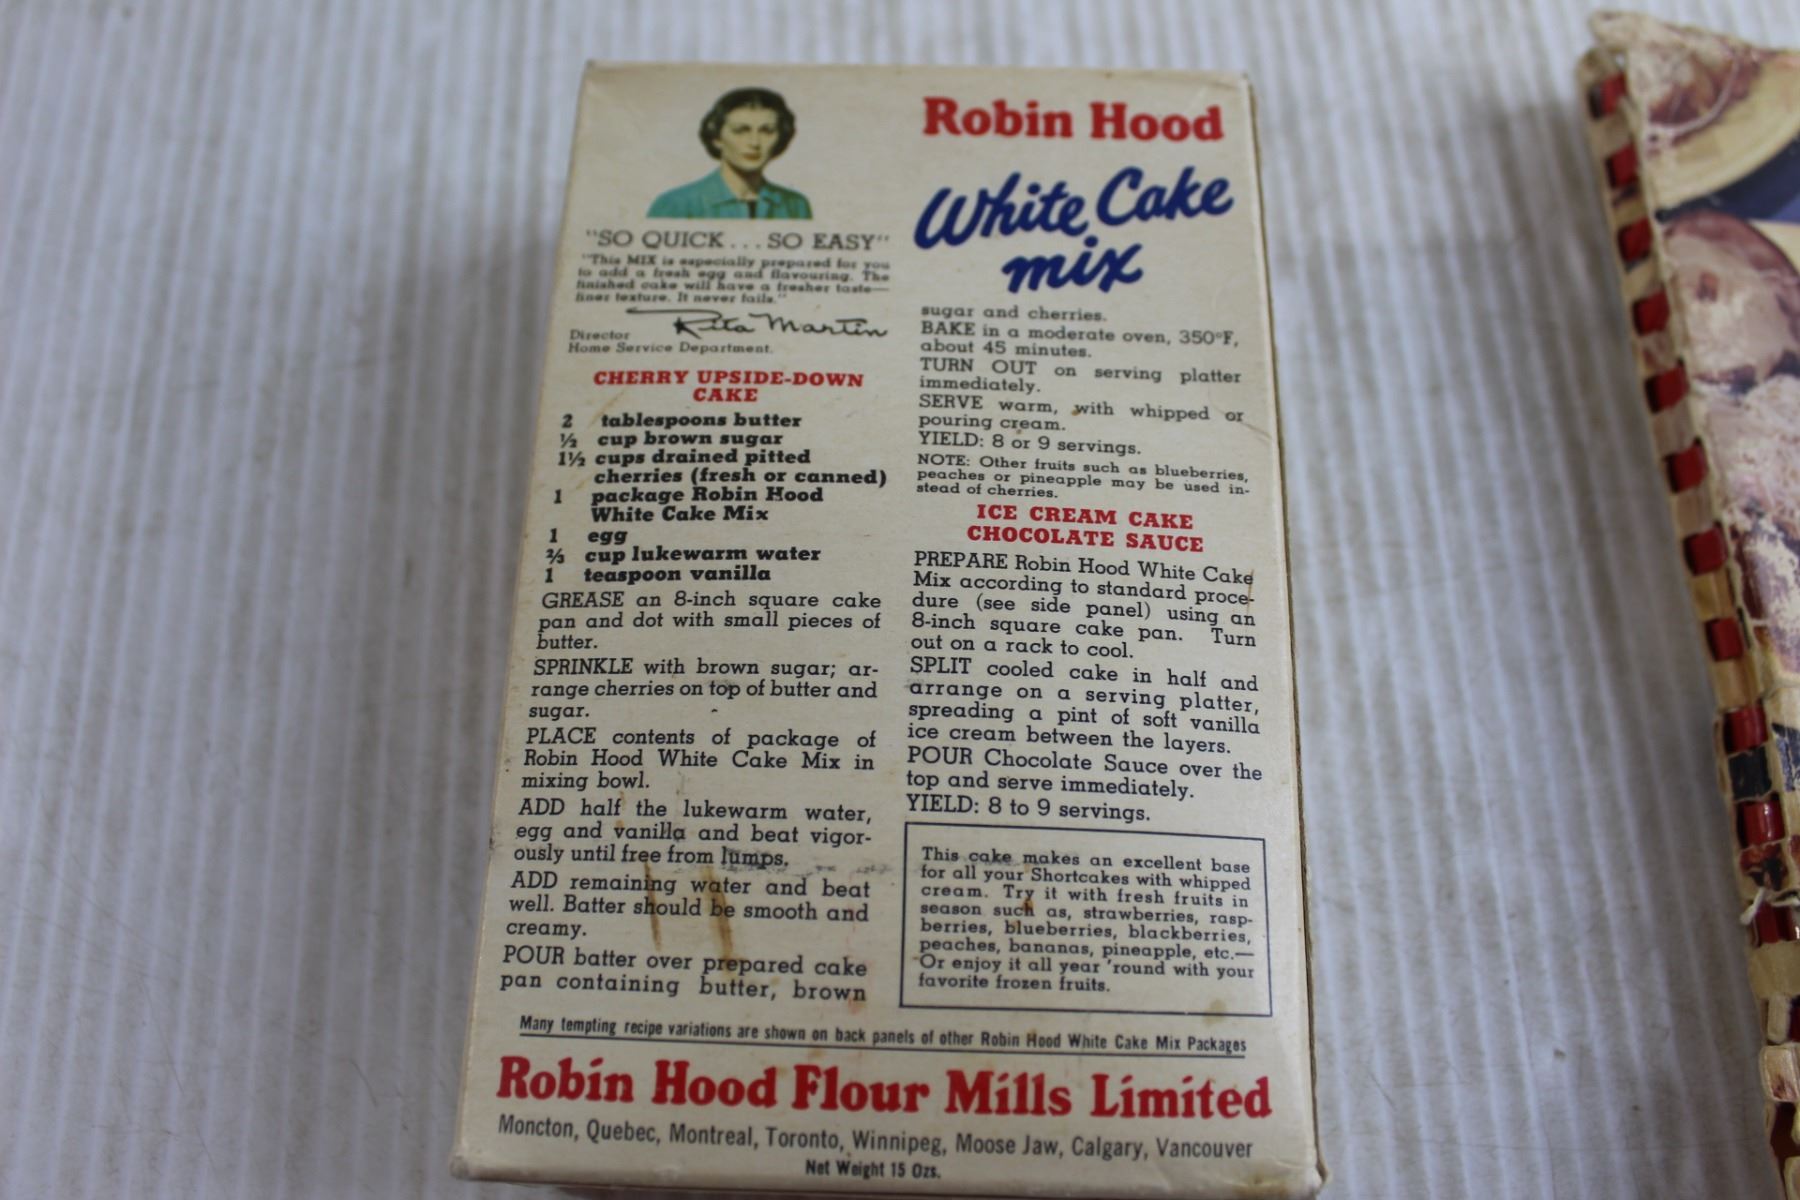 "SO QUICK...SO EASY"
"This MIX is especially prepared for you
to add a fresh egg and flavouring. The
finished cake will have a fresher taste—
finer texture. It never fails."
Rita Martin
Director
Home Service Department.
CHERRY UPSIDE-DOWN
CAKE
2 tablespoons butter
½ cup brown sugar
1½ cups drained pitted
cherries (fresh or canned)
1 package Robin Hood
White Cake Mix
1 egg
⅔ cup lukewarm water
1 teaspoon vanilla
GREASE an 8-inch square cake
pan and dot with small pieces of
butter.
SPRINKLE with brown sugar; ar-
range cherries on top of butter and
sugar.
PLACE contents of package of
Robin Hood White Cake Mix in
mixing bowl.
ADD half the lukewarm water,
egg and vanilla and beat vigor-
ously until free from lumps.
ADD remaining water and beat
well. Batter should be smooth and
creamy.
POUR batter over prepared cake
pan containing butter, brown
Robin Hood
White Cake
mix
sugar and cherries.
BAKE in a moderate oven, 350°F,
about 45 minutes.
TURN OUT on serving platter
immediately.
SERVE warm, with whipped or
pouring cream.
YIELD: 8 or 9 servings.
NOTE: Other fruits such as blueberries,
peaches or pineapple may be used in-
stead of cherries.
ICE CREAM CAKE
CHOCOLATE SAUCE
PREPARE Robin Hood White Cake
Mix according to standard proce-
dure (see side panel) using an
8-inch square cake pan. Turn
out on a rack to cool.
SPLIT cooled cake in half and
arrange on a serving platter,
spreading a pint of soft vanilla
ice cream between the layers.
POUR Chocolate Sauce over the
top and serve immediately.
YIELD: 8 to 9 servings.
This cake makes an excellent base
for all your Shortcakes with whipped
cream. Try it with fresh fruits in
season such as, strawberries, rasp-
berries, blueberries, blackberries,
peaches, bananas, pineapple, etc.—
Or enjoy it all year 'round with your
favorite frozen fruits.
Many tempting recipe variations are shown on back panels of other Robin Hood White Cake Mix Packages
Robin Hood Flour Mills Limited
Moncton, Quebec, Montreal, Toronto, Winnipeg, Moose Jaw, Calgary, Vancouver
Net Weight 15 Ozs.